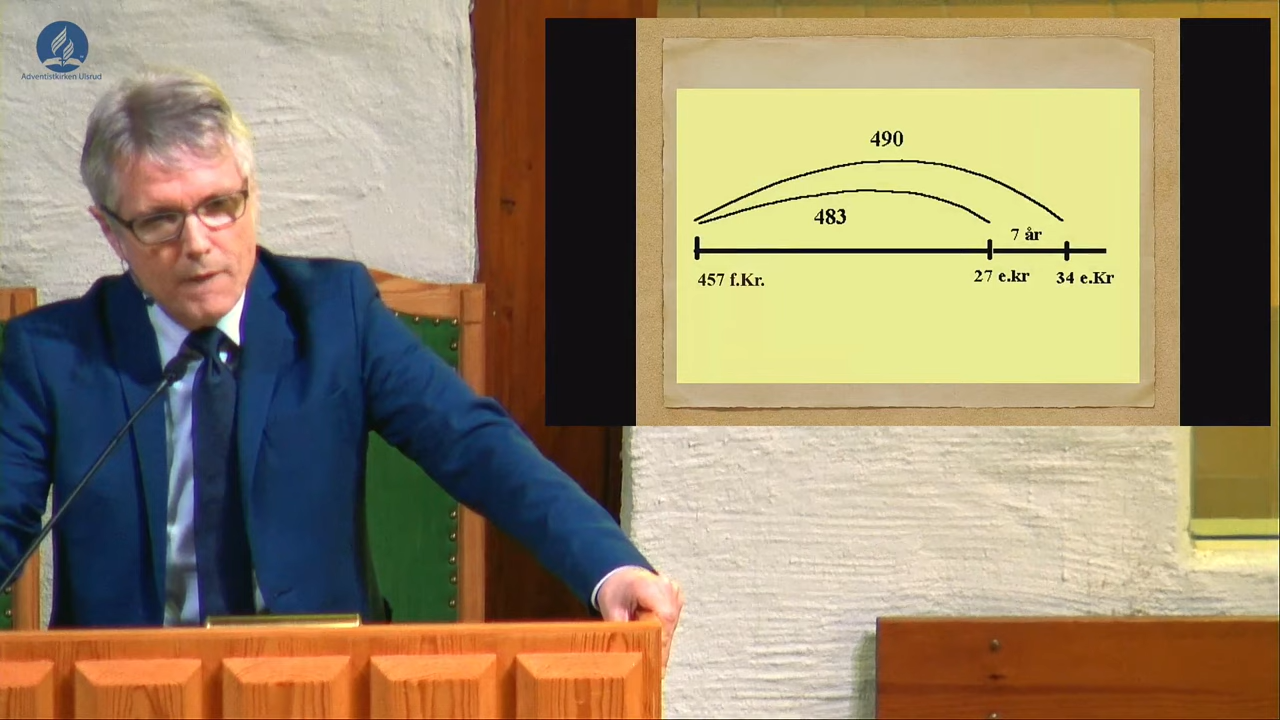 Adventistkirken Ulsrud
490
483
7 år
457 f.Kr.
27 e.kr
34 e.Kr